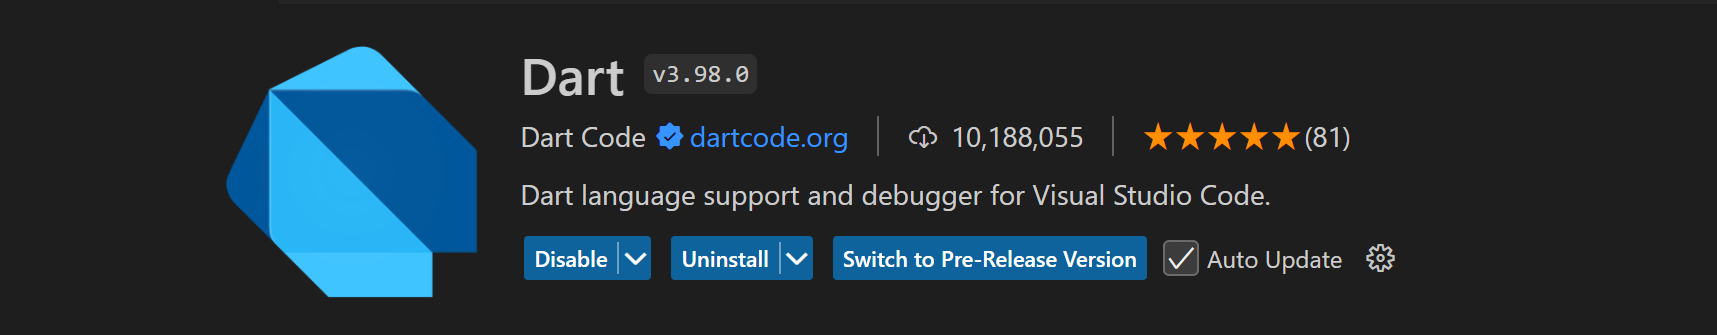 Dart v3.98.0
Dart Code dartcode.org 10,188,055 (81)
Dart language support and debugger for Visual Studio Code.
Disable Uninstall Switch to Pre-Release Version Auto Update